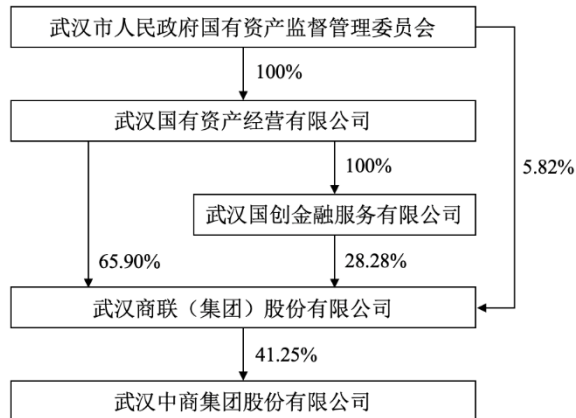 武汉市人民政府国有资产监督管理委员会
100%
武汉国有资产经营有限公司
100%
5.82%
武汉国创金融服务有限公司
65.90%
28.28%
武汉商联（集团）股份有限公司
41.25%
武汉中商集团股份有限公司